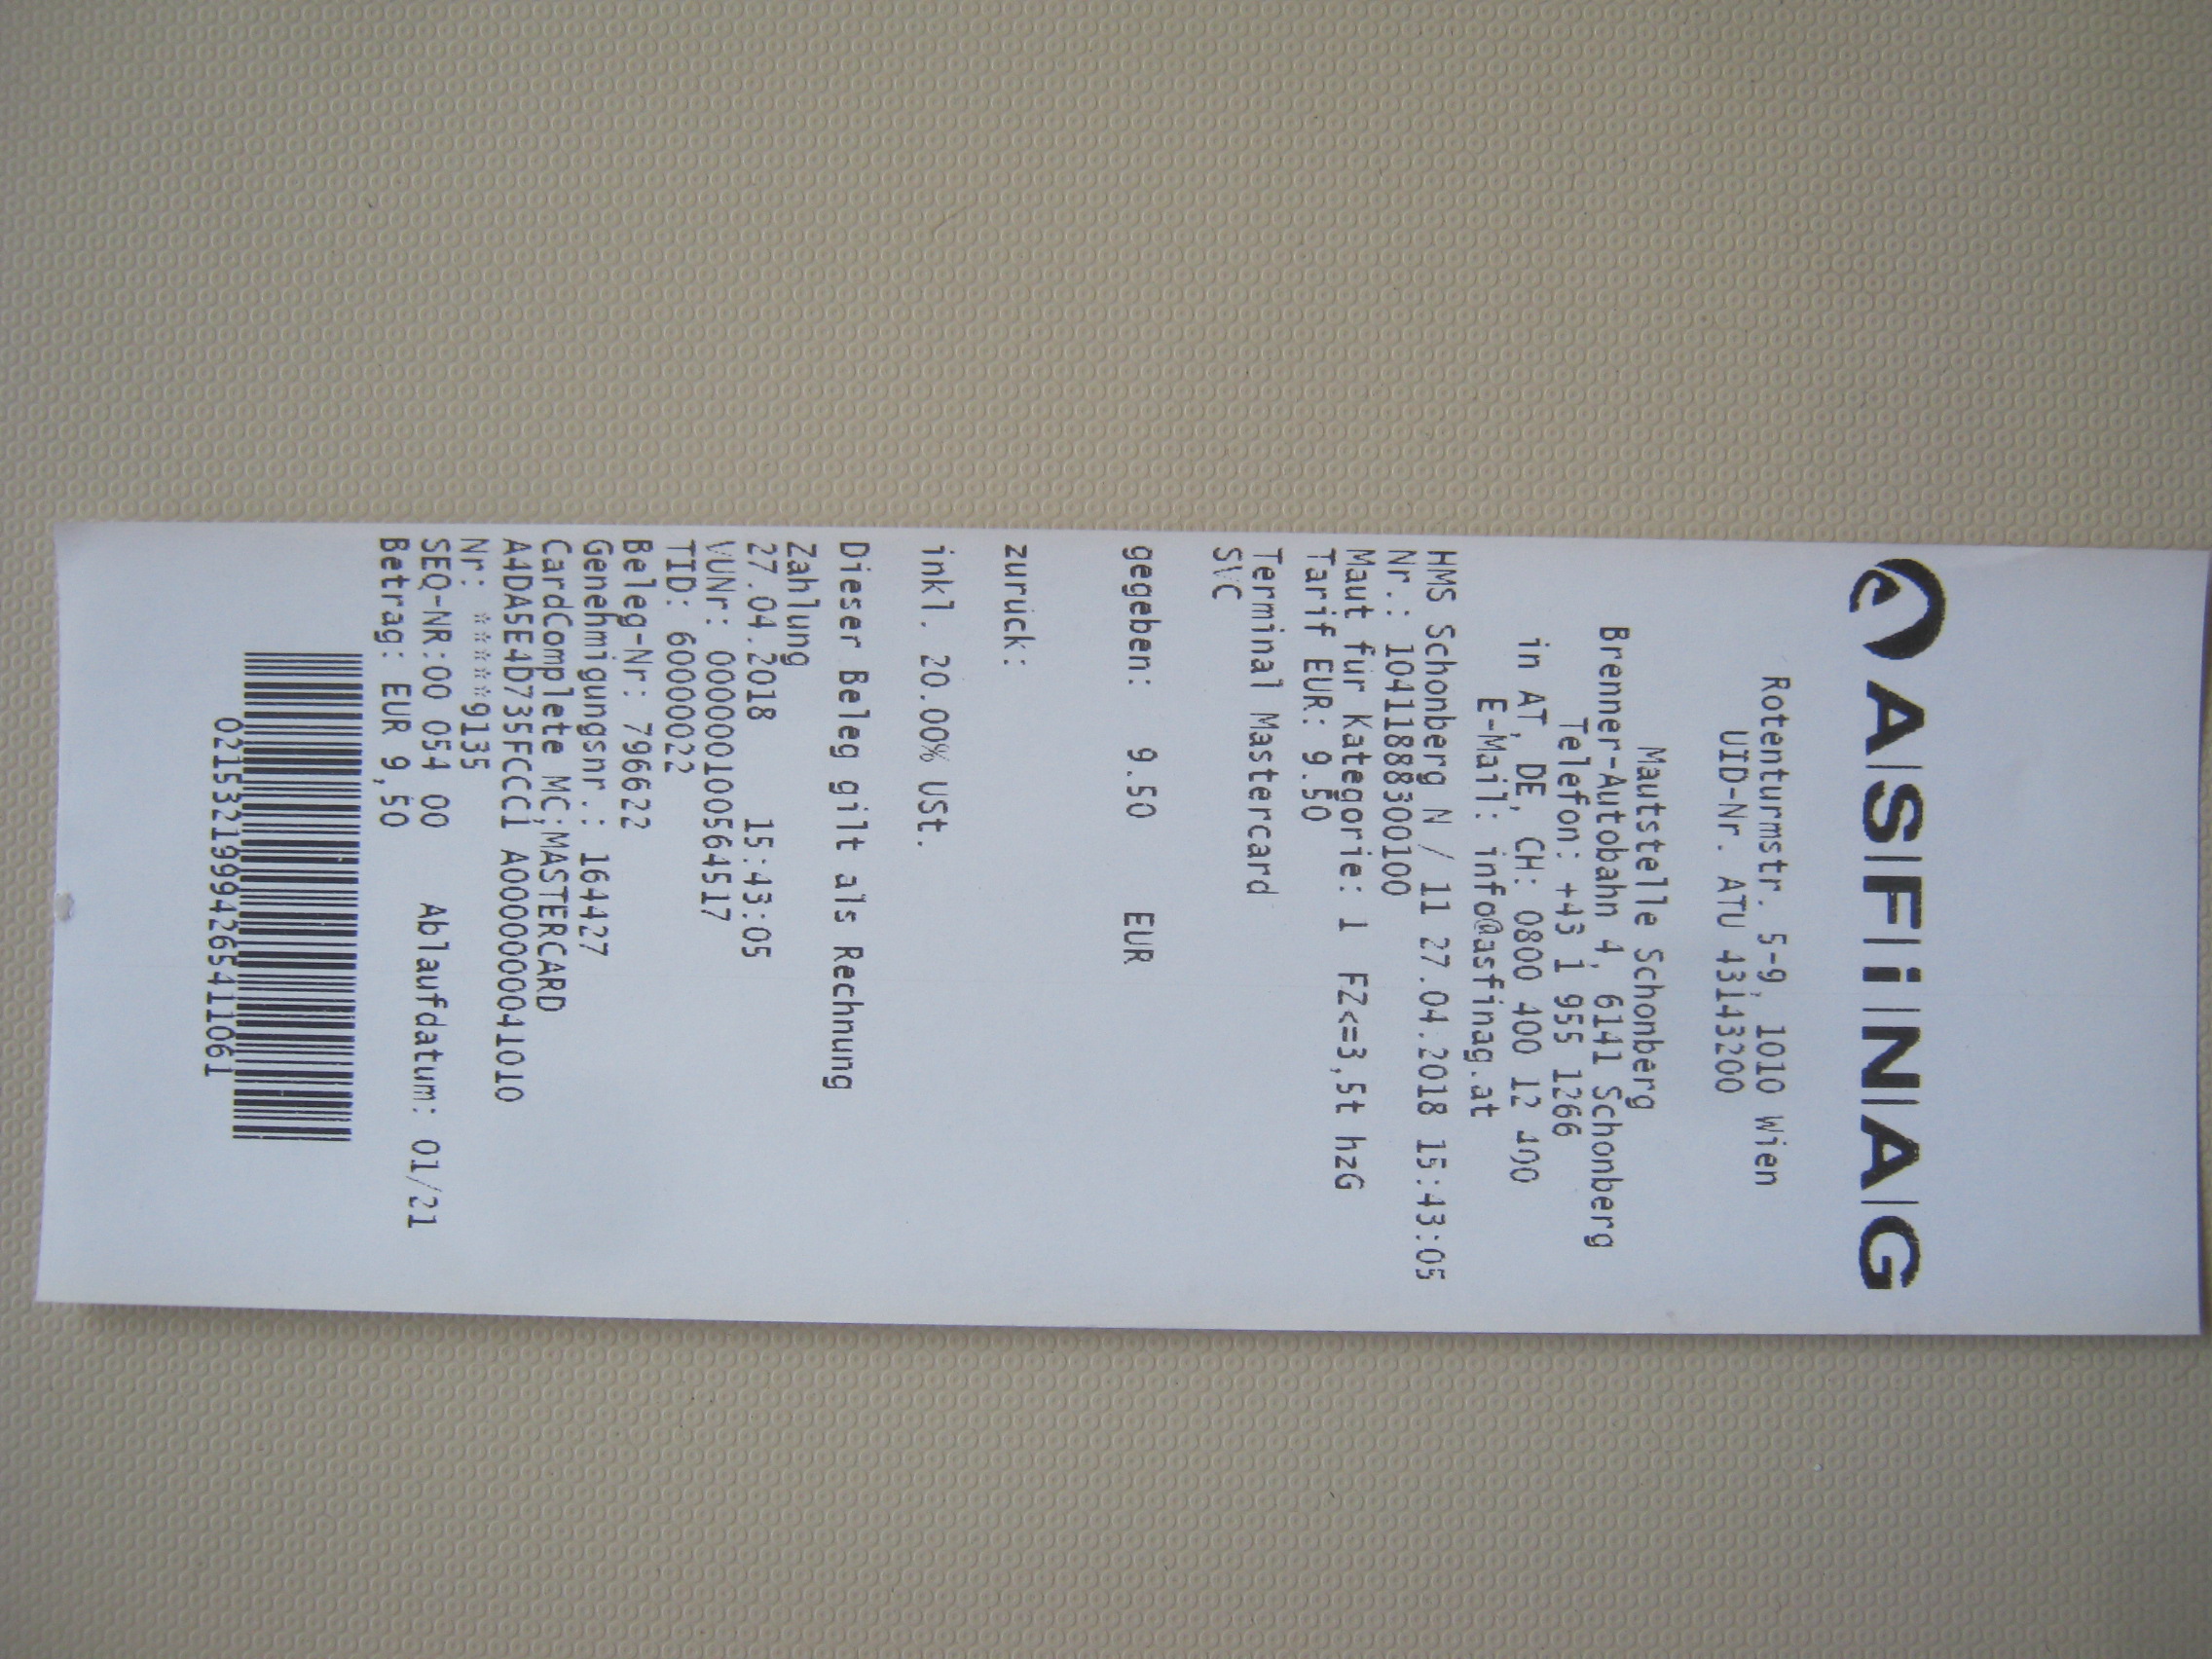 A|S|F|i|N|A|G
Rotenturmstr. 5-9, 1010 Wien
UID-Nr. ATU 43143200
Mautstelle Schonberg
Brenner-Autobahn 4, 6141 Schonberg
Telefon: +43 1 955 1266
in AT, DE, CH: 0800 400 12 400
E-Mail: info@asfinag.at
HMS Schonberg N / 11 27.04.2018 15:43:05
Nr.: 1041188300100
Maut für Kategorie: 1 FZ<=3,5t hzG
Tarif EUR: 9.50
Terminal Mastercard
SVC
gegeben: 9.50 EUR
zurück:
inkl. 20.00% USt.
Dieser Beleg gilt als Rechnung
Zahlung
27.04.2018 15:43:05
VUNr: 000000100564517
TID: 60000022
Beleg-Nr: 796622
Genehmigungsnr.: 164427
CardComplete MC;MASTERCARD
A4DA5E4D735FCCC1 A0000000041010
Nr: *****9135
SEQ-NR:00 054 00 Ablaufdatum: 01/21
Betrag: EUR 9,50
02153219994265411061